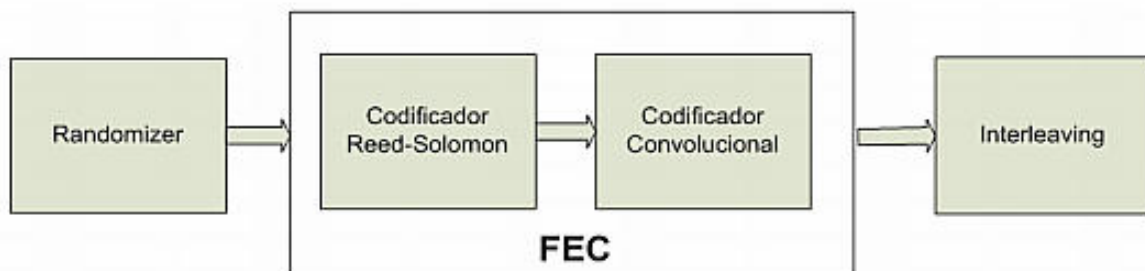 Randomizer
Codificador
Reed-Solomon
Codificador
Convolucional
Interleaving
FEC